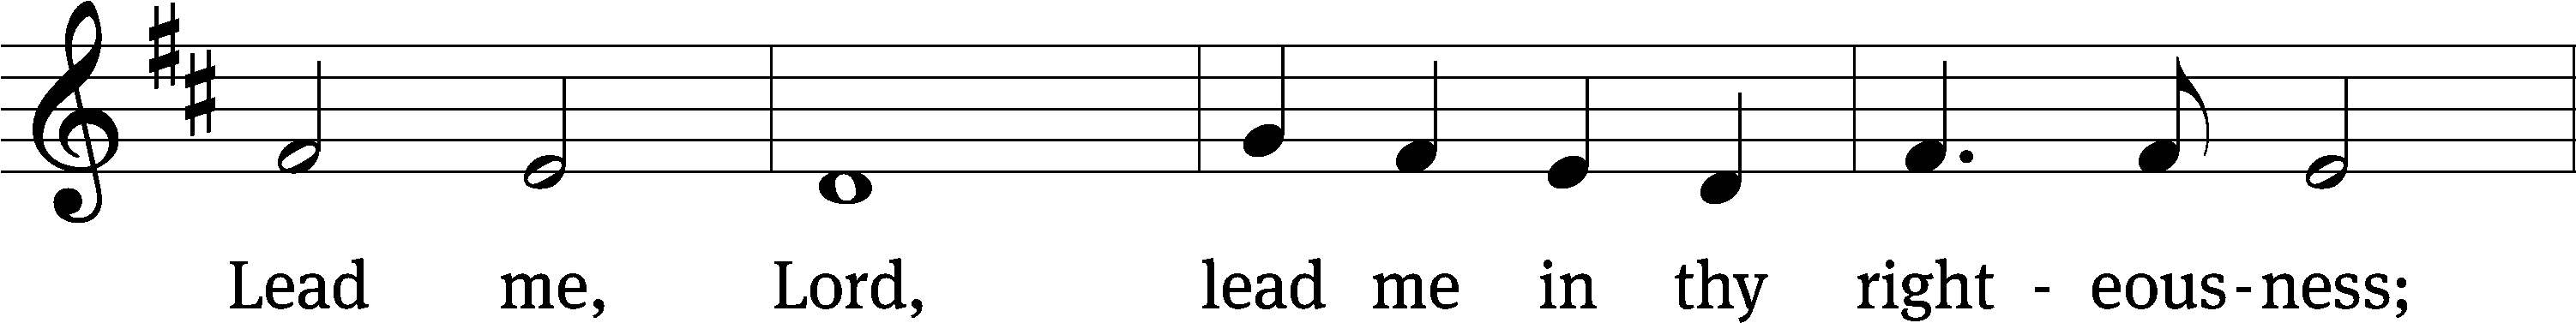 Lead me, Lord, lead me in thy right - eous - ness;